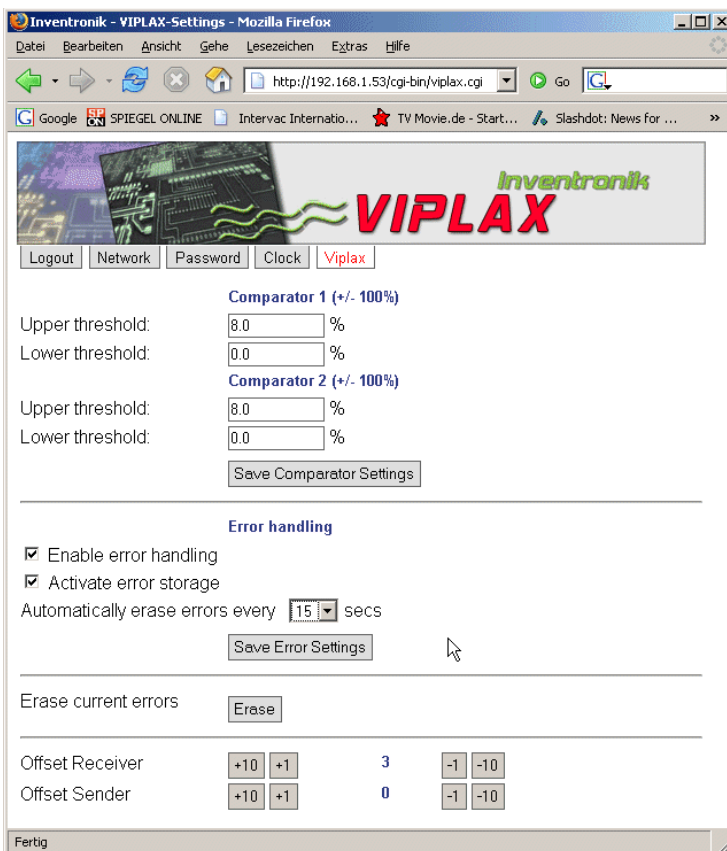 Inventronik - VIPLAX-Settings - Mozilla Firefox
Datei Bearbeiten Ansicht Gehe Lesezeichen Extras Hilfe
http://192.168.1.53/cgi-bin/viplax.cgi Go G
G Google SPIEGEL ONLINE Intervac Internatio... TV Movie.de - Start... Slashdot: News for ... »
Inventronik
VIPLAX
Logout Network Password Clock Viplax
Comparator 1 (+/- 100%)
Upper threshold: 8.0 %
Lower threshold: 0.0 %
Comparator 2 (+/- 100%)
Upper threshold: 8.0 %
Lower threshold: 0.0 %
Save Comparator Settings
Error handling
Enable error handling
Activate error storage
Automatically erase errors every 15 secs
Save Error Settings
Erase current errors Erase
Offset Receiver +10 +1 3 -1 -10
Offset Sender +10 +1 0 -1 -10
Fertig